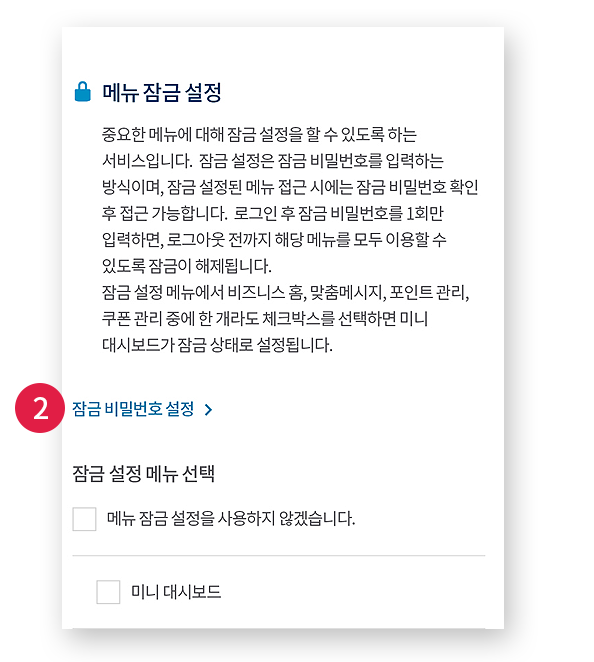 메뉴 잠금 설정
중요한 메뉴에 대해 잠금 설정을 할 수 있도록 하는
서비스입니다. 잠금 설정은 잠금 비밀번호를 입력하는
방식이며, 잠금 설정된 메뉴 접근 시에는 잠금 비밀번호 확인
후 접근 가능합니다. 로그인 후 잠금 비밀번호를 1회만
입력하면, 로그아웃 전까지 해당 메뉴를 모두 이용할 수
있도록 잠금이 해제됩니다.
잠금 설정 메뉴에서 비즈니스 홈, 맞춤메시지, 포인트 관리,
쿠폰 관리 중에 한 개라도 체크박스를 선택하면 미니
대시보드가 잠금 상태로 설정됩니다.
2 잠금 비밀번호 설정 >
잠금 설정 메뉴 선택
메뉴 잠금 설정을 사용하지 않겠습니다.
미니 대시보드